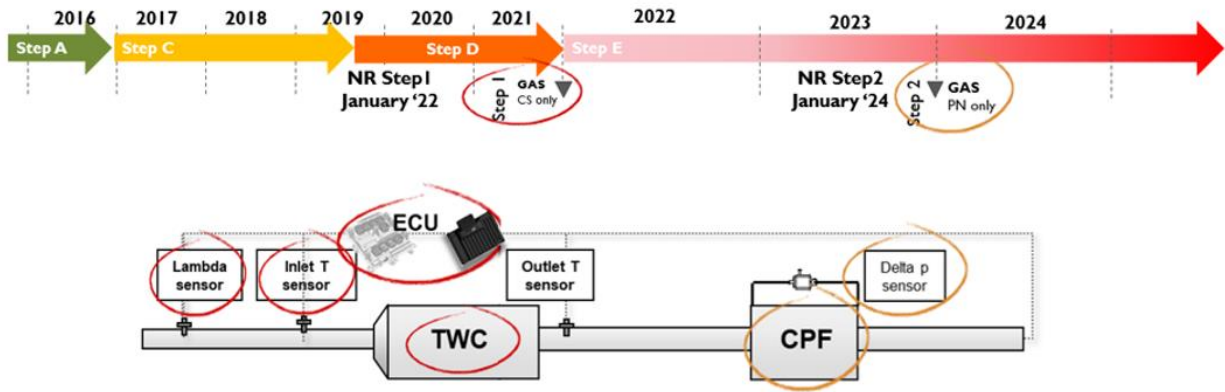 2016 2017 2018 2019 2020 2021 2022 2023 2024
Step A Step C Step D Step E
NR Step1
January ‘22
Step 1
GAS
CS only
NR Step2
January ‘24
Step 2
GAS
PN only
ECU
Lambda
sensor
Inlet T
sensor
Outlet T
sensor
Delta p
sensor
TWC
CPF